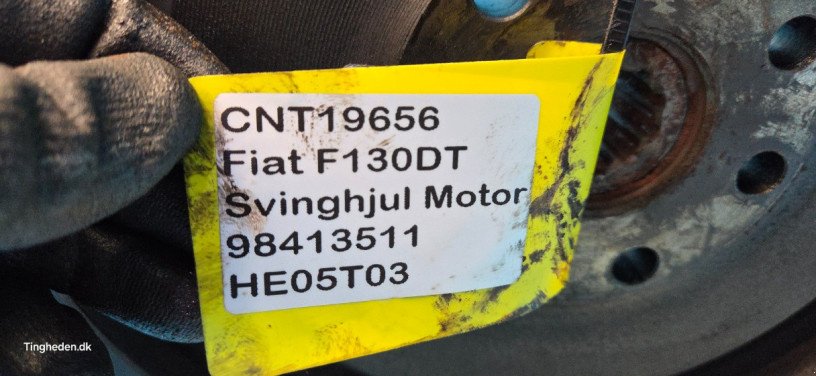 CNT19656
Fiat F130DT
Svinghjul Motor
98413511
HE05T03
Tingheden.dk